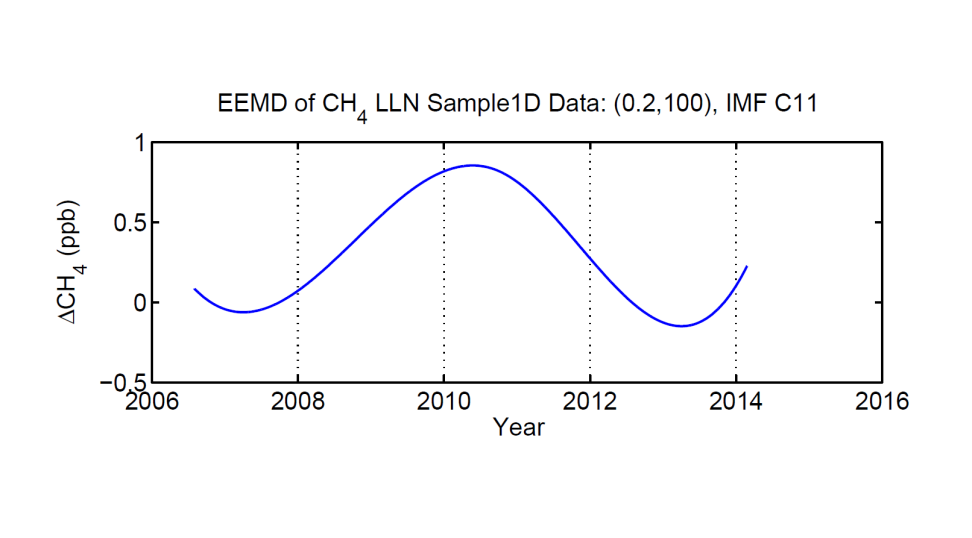 EEMD of CH4 LLN Sample1D Data: (0.2,100), IMF C11
1
0.5
0
−0.5
ΔCH4 (ppb)
2006 2008 2010 2012 2014 2016
Year